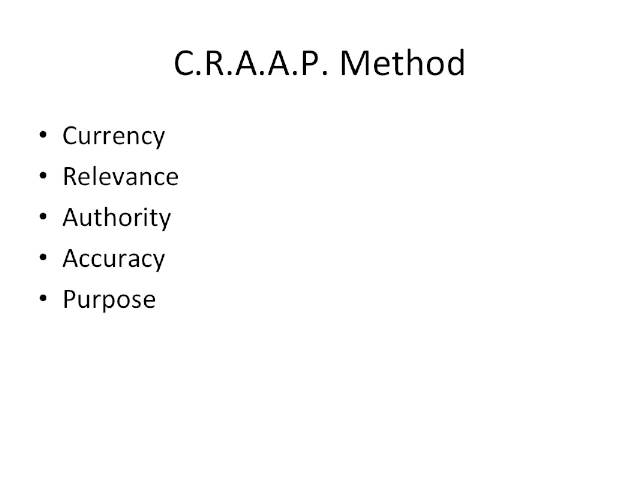 C.R.A.A.P. Method
• Currency
• Relevance
• Authority
• Accuracy
• Purpose